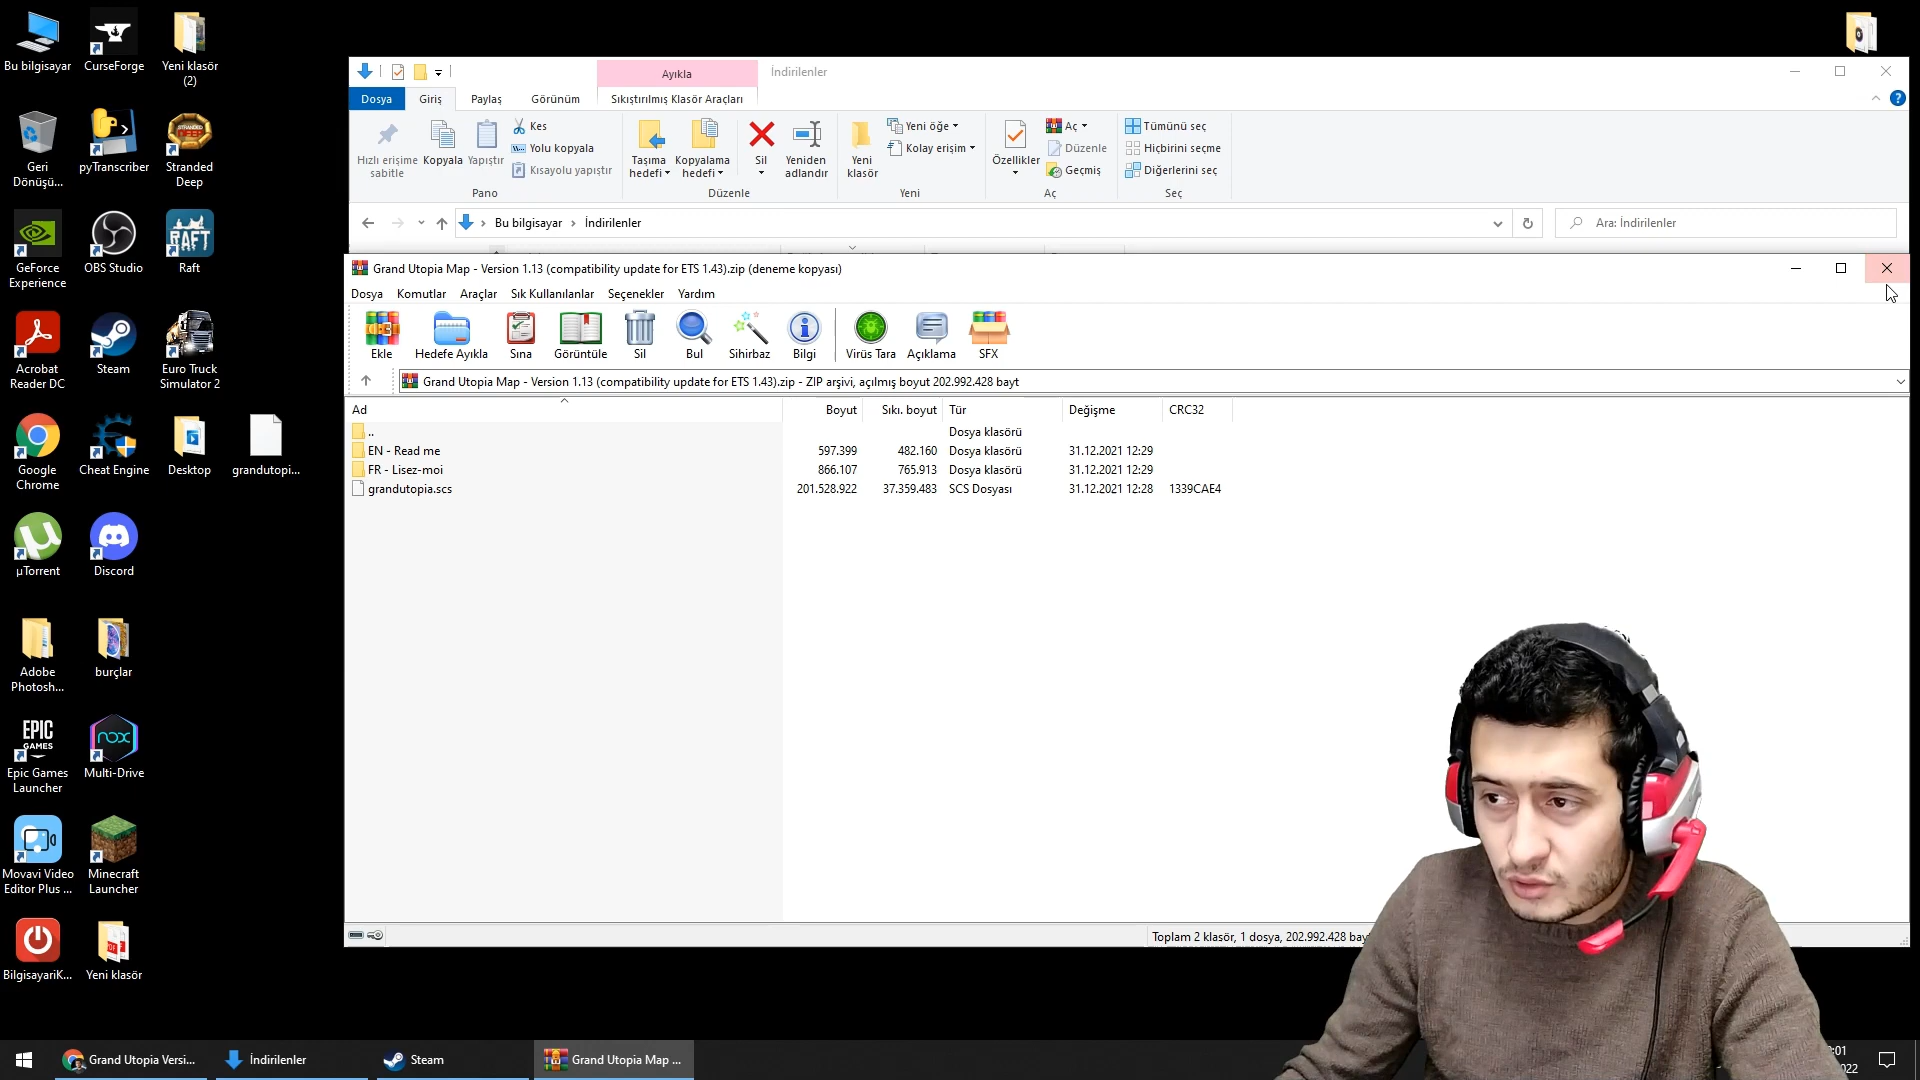 Bu bilgisayar
CurseForge
Yeni klasör
(2)
Geri
Dönüşü...
pyTranscriber
STRANDED
DEEP
Stranded
Deep
GeForce
Experience
OBS Studio
RAFT
Raft
Acrobat
Reader DC
Steam
Euro Truck
Simulator 2
Google
Chrome
Cheat Engine
Desktop
grandutopi...
µTorrent
Discord
Adobe
Photosh...
burçlar
EPIC
GAMES
Epic Games
Launcher
nox
Multi-Drive
Movavi Video
Editor Plus ...
Minecraft
Launcher
BilgisayariK...
PDF
Yeni klasör
Ayıkla
İndirilenler
Dosya
Giriş
Paylaş
Görünüm
Sıkıştırılmış Klasör Araçları
Hızlı erişime
sabitle
Kopyala
Yapıştır
Kes
Yolu kopyala
Kısayolu yapıştır
Pano
Taşıma
hedefi
Kopyalama
hedefi
Sil
Yeniden
adlandır
Düzenle
Yeni
klasör
Yeni öğe
Kolay erişim
Yeni
Özellikler
Aç
Düzenle
Geçmiş
Aç
Tümünü seç
Hiçbirini seçme
Diğerlerini seç
Seç
Bu bilgisayar › İndirilenler
Ara: İndirilenler
Grand Utopia Map - Version 1.13 (compatibility update for ETS 1.43).zip (deneme kopyası)
Dosya Komutlar Araçlar Sık Kullanılanlar Seçenekler Yardım
Ekle
Hedefe Ayıkla
Sına
Görüntüle
Sil
Bul
Sihirbaz
Bilgi
Virüs Tara
Açıklama
SFX
Grand Utopia Map - Version 1.13 (compatibility update for ETS 1.43).zip - ZIP arşivi, açılmış boyut 202.992.428 bayt
Ad Boyut Sıkı. boyut Tür Değişme CRC32
.. Dosya klasörü
EN - Read me 597.399 482.160 Dosya klasörü 31.12.2021 12:29
FR - Lisez-moi 866.107 765.913 Dosya klasörü 31.12.2021 12:29
grandutopia.scs 201.528.922 37.359.483 SCS Dosyası 31.12.2021 12:28 1339CAE4
Toplam 2 klasör, 1 dosya, 202.992.428 bay
Grand Utopia Versi...
İndirilenler
Steam
Grand Utopia Map ...
:01
2022